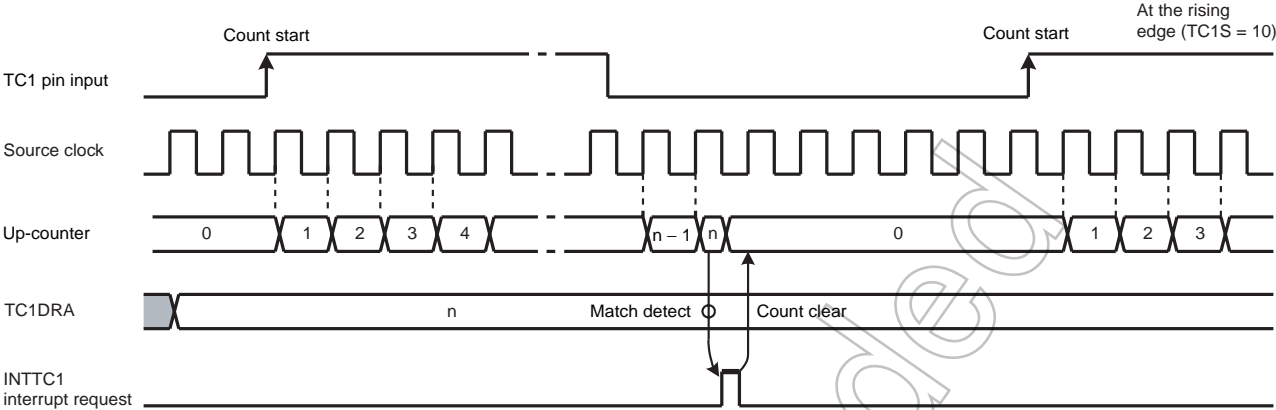 At the rising
edge (TC1S = 10)
Count start
Count start
TC1 pin input
Source clock
Up-counter
0
1
2
3
4
n – 1
n
0
1
2
3
TC1DRA
n
Match detect
Count clear
INTTC1
interrupt request
ded